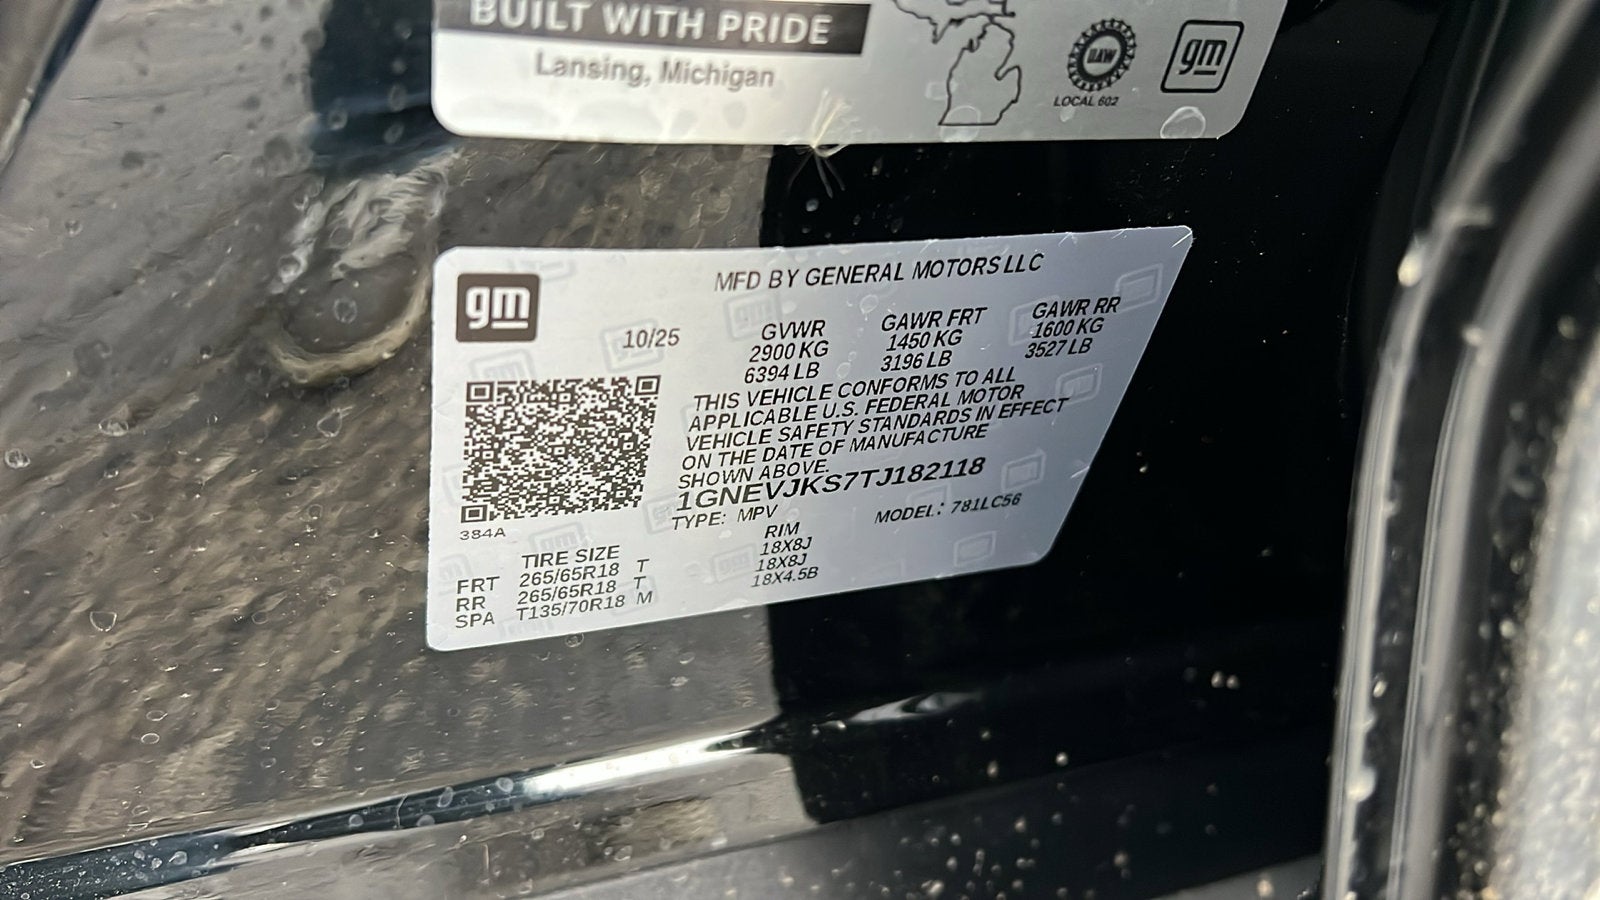 BUILT WITH PRIDE
Lansing, Michigan
UAW
LOCAL 602
gm
gm
MFD BY GENERAL MOTORS LLC
10/25
GVWR GAWR FRT GAWR RR
2900 KG 1450 KG 1600 KG
6394 LB 3196 LB 3527 LB
THIS VEHICLE CONFORMS TO ALL
APPLICABLE U.S. FEDERAL MOTOR
VEHICLE SAFETY STANDARDS IN EFFECT
ON THE DATE OF MANUFACTURE
SHOWN ABOVE.
1GNEVJKS7TJ182118
TYPE: MPV MODEL: 781LC56
384A
TIRE SIZE RIM
FRT 265/65R18 T 18X8J
RR 265/65R18 T 18X8J
SPA T135/70R18 M 18X4.5B